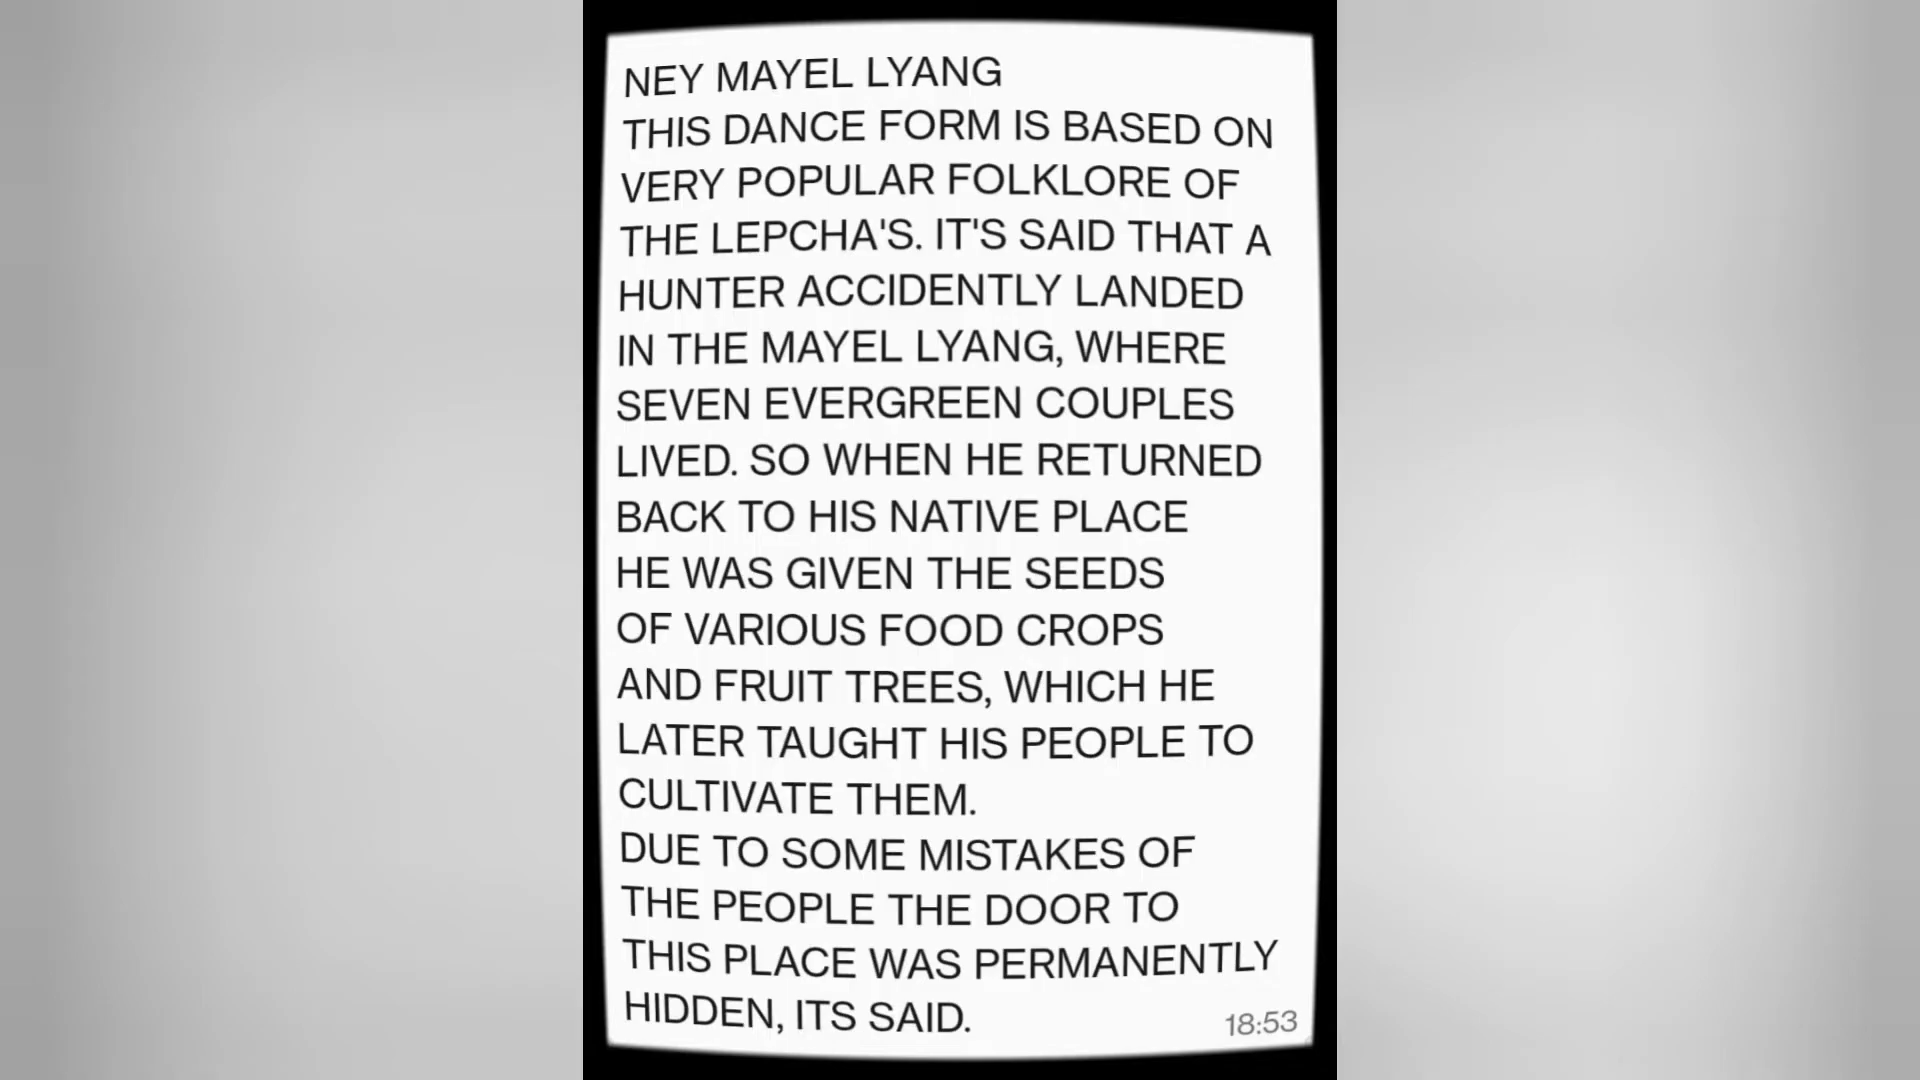 NEY MAYEL LYANG
THIS DANCE FORM IS BASED ON
VERY POPULAR FOLKLORE OF
THE LEPCHA'S. IT'S SAID THAT A
HUNTER ACCIDENTLY LANDED
IN THE MAYEL LYANG, WHERE
SEVEN EVERGREEN COUPLES
LIVED. SO WHEN HE RETURNED
BACK TO HIS NATIVE PLACE
HE WAS GIVEN THE SEEDS
OF VARIOUS FOOD CROPS
AND FRUIT TREES, WHICH HE
LATER TAUGHT HIS PEOPLE TO
CULTIVATE THEM.
DUE TO SOME MISTAKES OF
THE PEOPLE THE DOOR TO
THIS PLACE WAS PERMANENTLY
HIDDEN, ITS SAID.
18:53